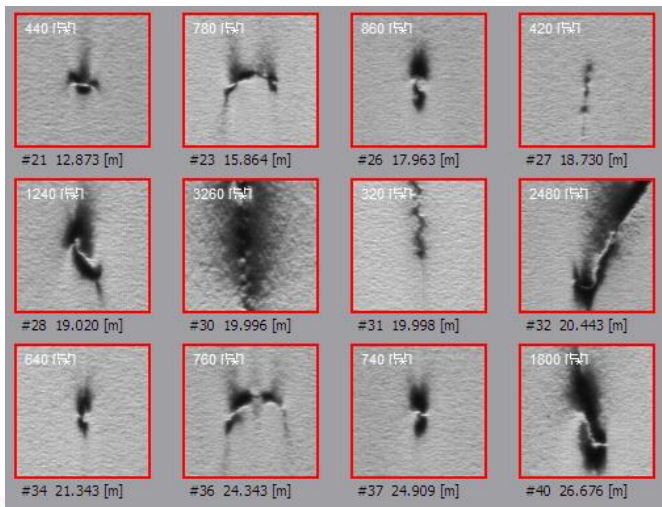 440
780
860
420
#21 12.873 [m]
#23 15.864 [m]
#26 17.963 [m]
#27 18.730 [m]
1240
3260
320
2480
#28 19.020 [m]
#30 19.996 [m]
#31 19.998 [m]
#32 20.443 [m]
640
760
740
1800
#34 21.343 [m]
#36 24.343 [m]
#37 24.909 [m]
#40 26.676 [m]